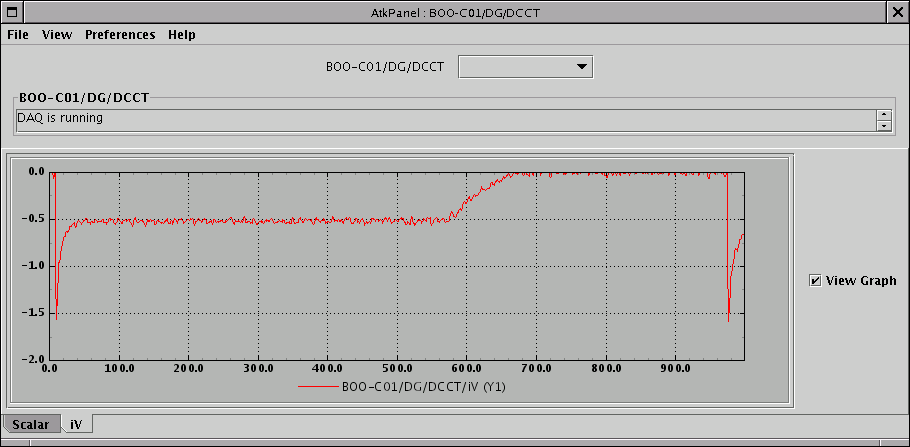 AtkPanel : BOO-C01/DG/DCCT
File View Preferences Help
BOO-C01/DG/DCCT
BOO-C01/DG/DCCT
DAQ is running
0.0
-0.5
-1.0
-1.5
-2.0
0.0 100.0 200.0 300.0 400.0 500.0 600.0 700.0 800.0 900.0
BOO-C01/DG/DCCT/iV (Y1)
View Graph
Scalar iV